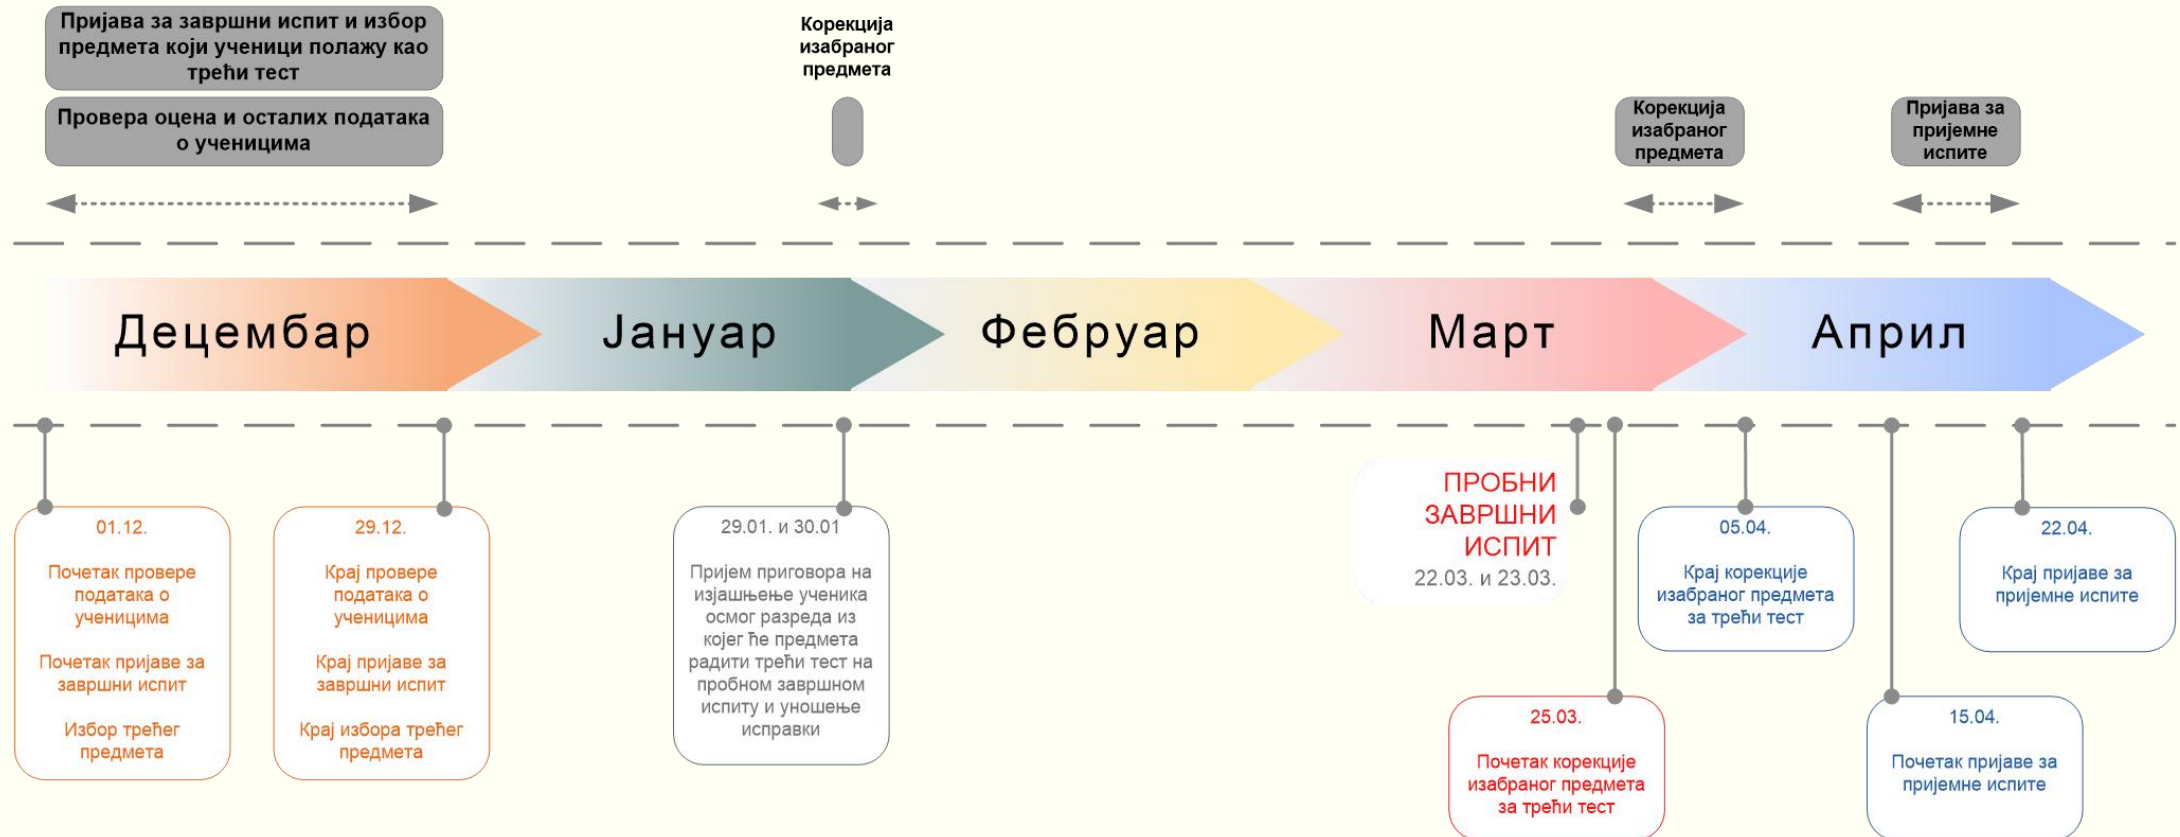 Пријава за завршни испит и избор
предмета који ученици полажу као
трећи тест
Провера оцена и осталих података
о ученицима
Корекција
изабраног
предмета
Корекција
изабраног
предмета
Пријава за
пријемне
испите
Децембар
Јануар
Фебруар
Март
Април
01.12.
Почетак провере
података о
ученицима
Почетак пријаве за
завршни испит
Избор трећег
предмета
29.12.
Крај провере
података о
ученицима
Крај пријаве за
завршни испит
Крај избора трећег
предмета
29.01. и 30.01
Пријем приговора на
изјашњење ученика
осмог разреда из
којег ће предмета
радити трећи тест на
пробном завршном
испиту и уношење
исправки
ПРОБНИ
ЗАВРШНИ
ИСПИТ
22.03. и 23.03.
25.03.
Почетак корекције
изабраног предмета
за трећи тест
05.04.
Крај корекције
изабраног предмета
за трећи тест
15.04.
Почетак пријаве за
пријемне испите
22.04.
Крај пријаве за
пријемне испите